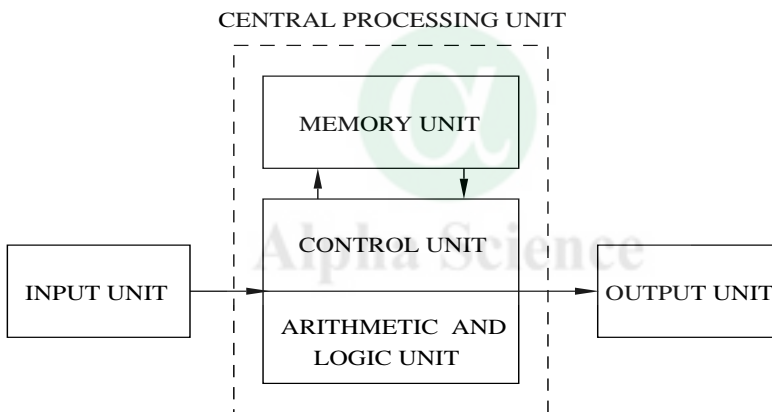 CENTRAL PROCESSING UNIT
MEMORY UNIT
CONTROL UNIT
Alpha Science
INPUT UNIT
OUTPUT UNIT
ARITHMETIC AND
LOGIC UNIT